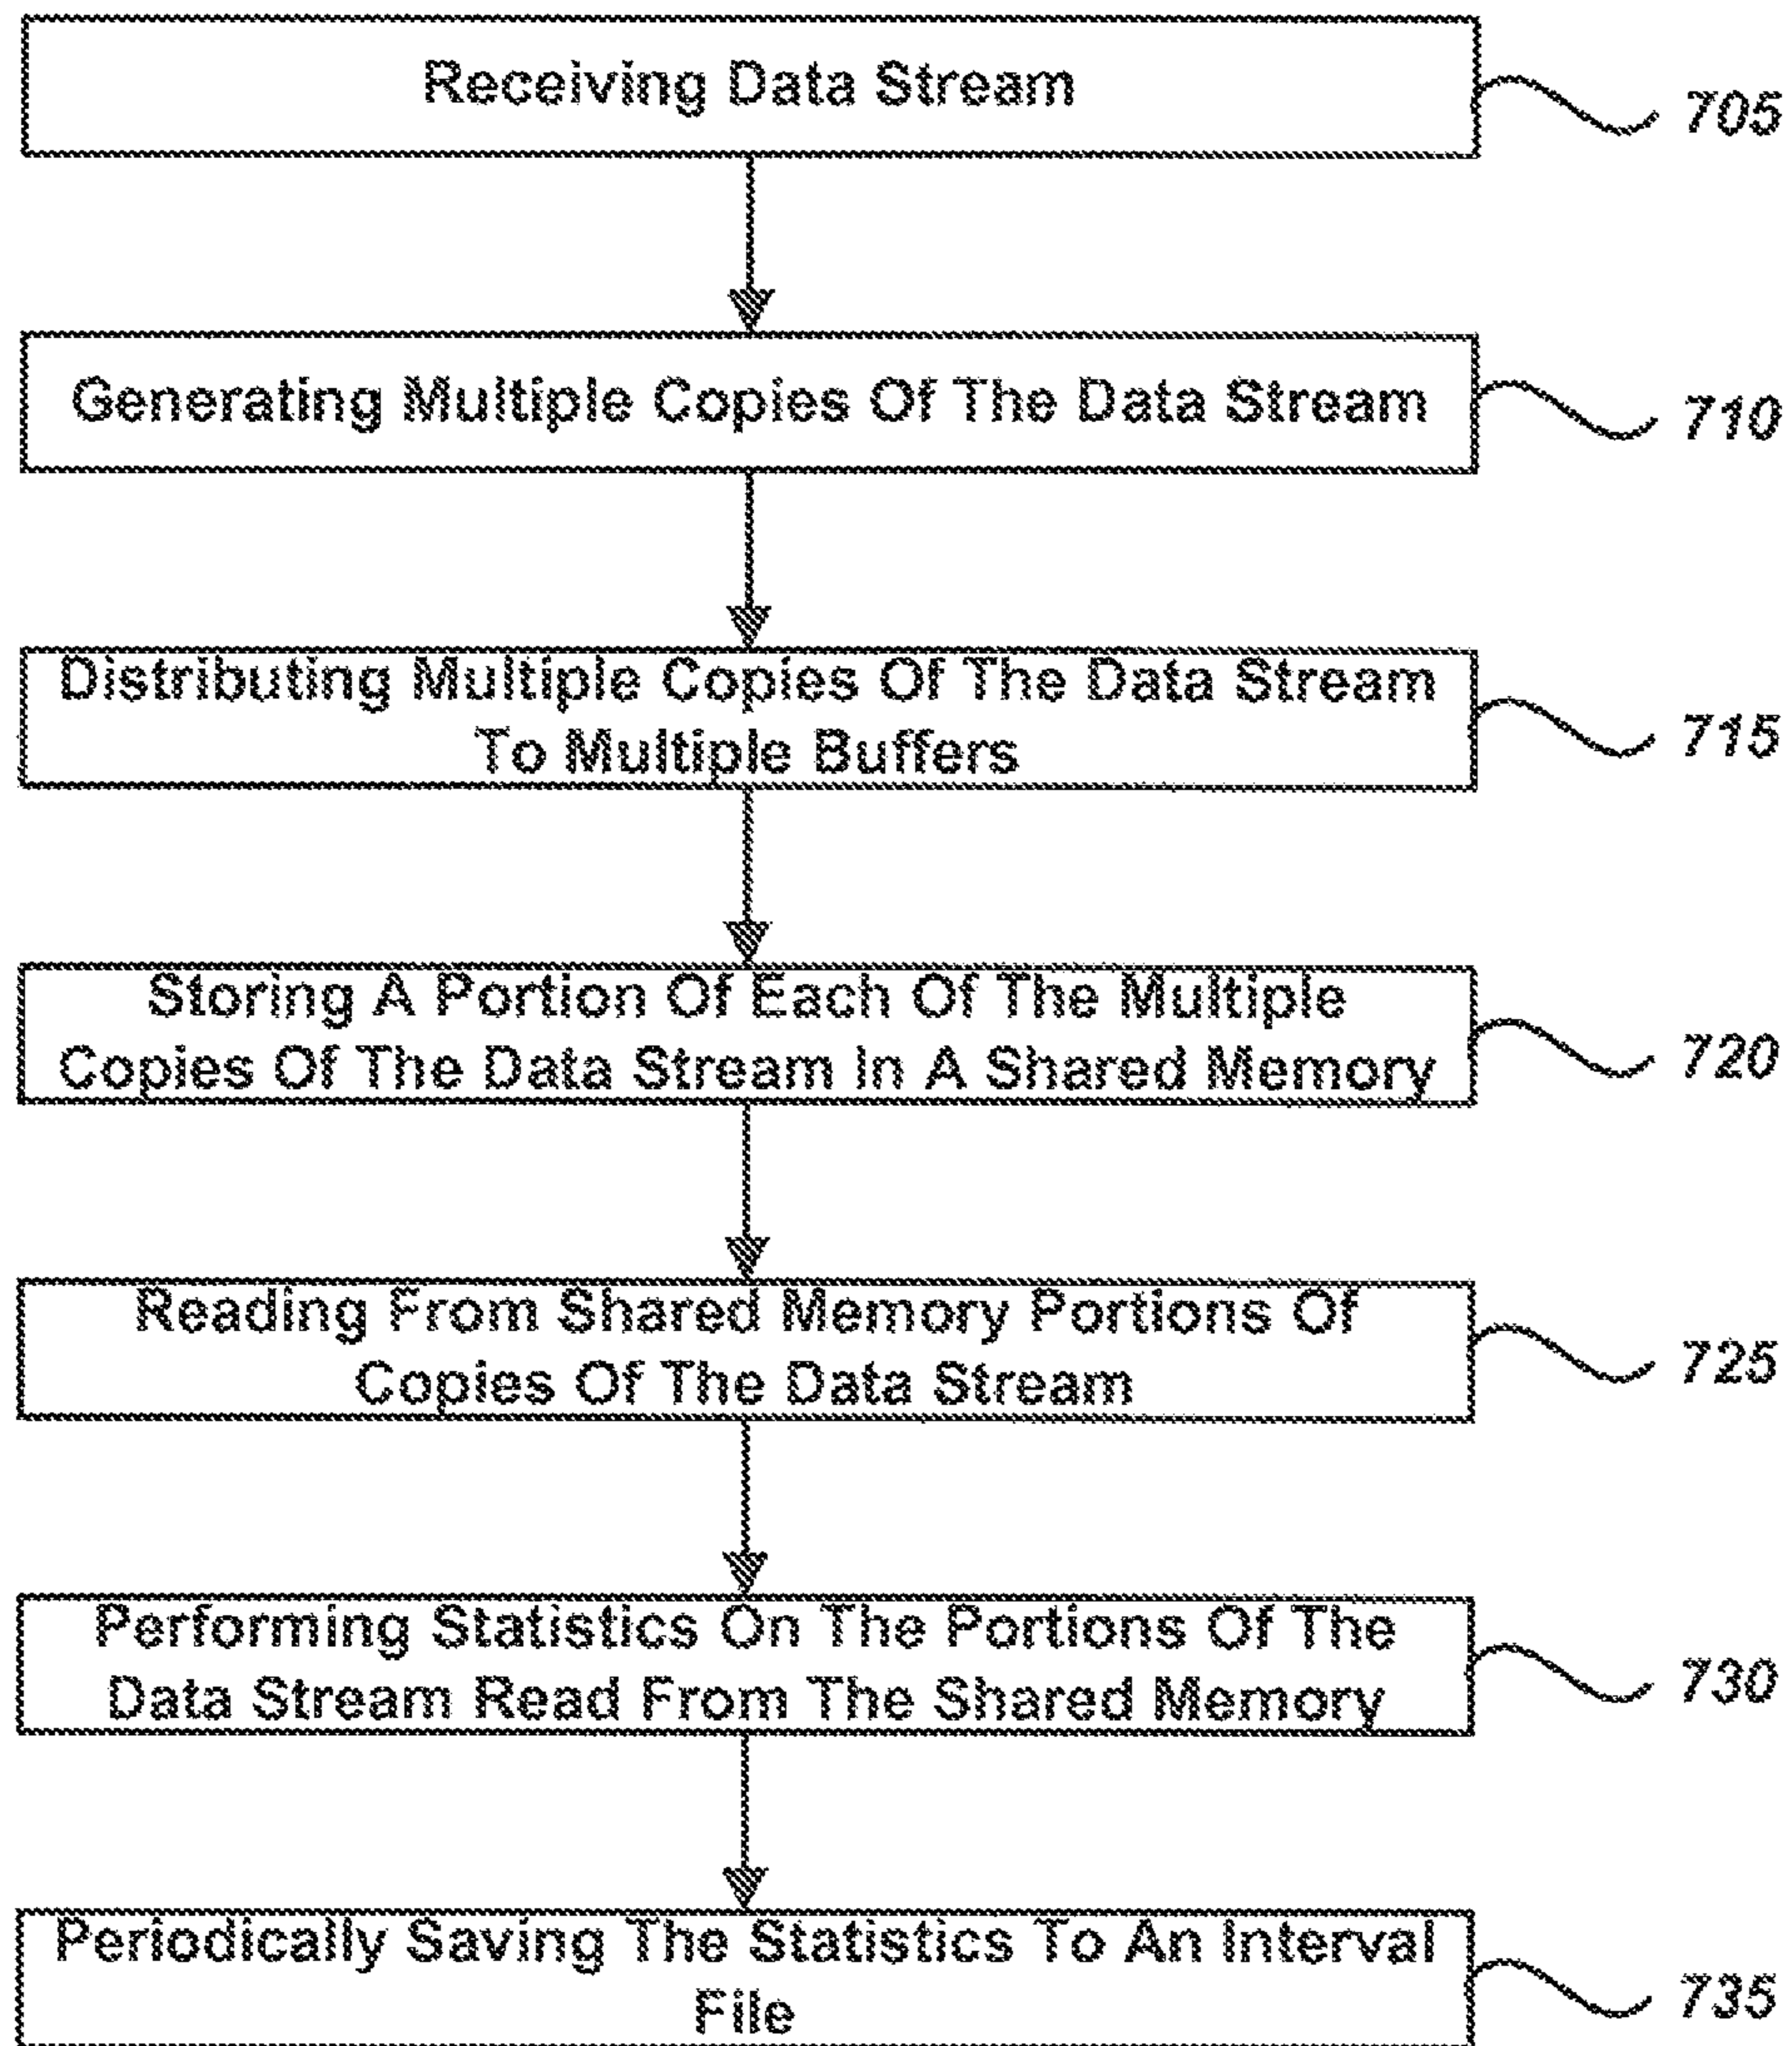 Receiving Data Stream
705
Generating Multiple Copies Of The Data Stream
710
Distributing Multiple Copies Of The Data Stream
To Multiple Buffers
715
Storing A Portion Of Each Of The Multiple
Copies Of The Data Stream In A Shared Memory
720
Reading From Shared Memory Portions Of
Copies Of The Data Stream
725
Performing Statistics On The Portions Of The
Data Stream Read From The Shared Memory
730
Periodically Saving The Statistics To An Interval
File
735